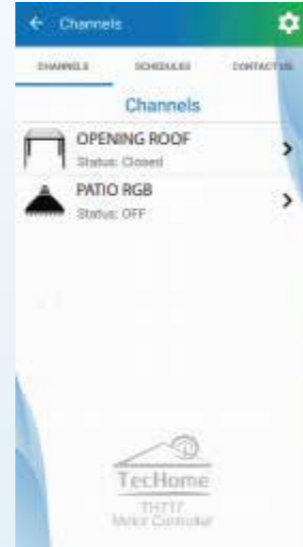 Channels
CHANNELS SCHEDULES CONTACT US
Channels
OPENING ROOF
Status: Closed
PATIO RGB
Status: OFF
TecHome
TH717
Motor Controller